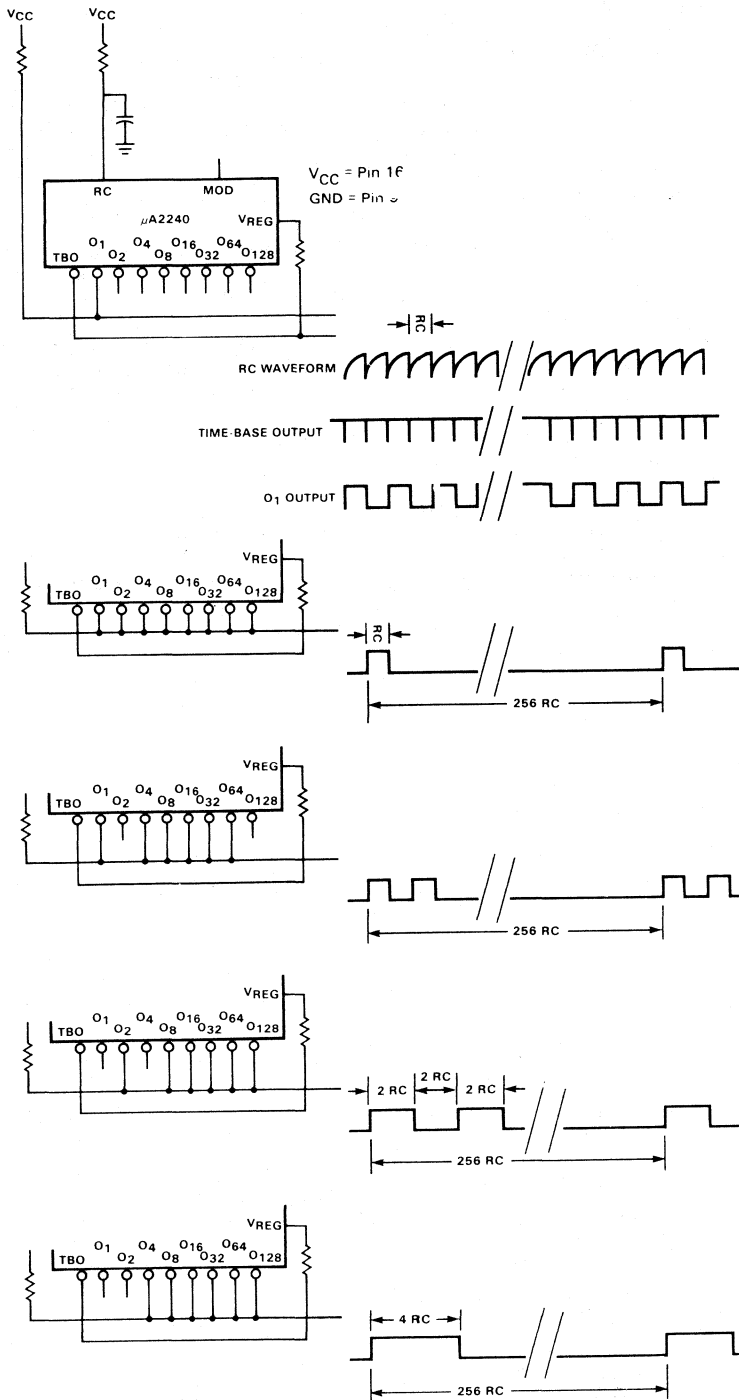 VCC VCC
VCC = Pin 16
GND = Pin
RC MOD
μA2240
VREG
TBO O1 O2 O4 O8 O16 O32 O64 O128
RC
RC WAVEFORM
TIME-BASE OUTPUT
O1 OUTPUT
VREG
TBO O1 O2 O4 O8 O16 O32 O64 O128
RC
256 RC
VREG
TBO O1 O2 O4 O8 O16 O32 O64 O128
256 RC
VREG
TBO O1 O2 O4 O8 O16 O32 O64 O128
2 RC 2 RC 2 RC
256 RC
VREG
TBO O1 O2 O4 O8 O16 O32 O64 O128
4 RC
256 RC